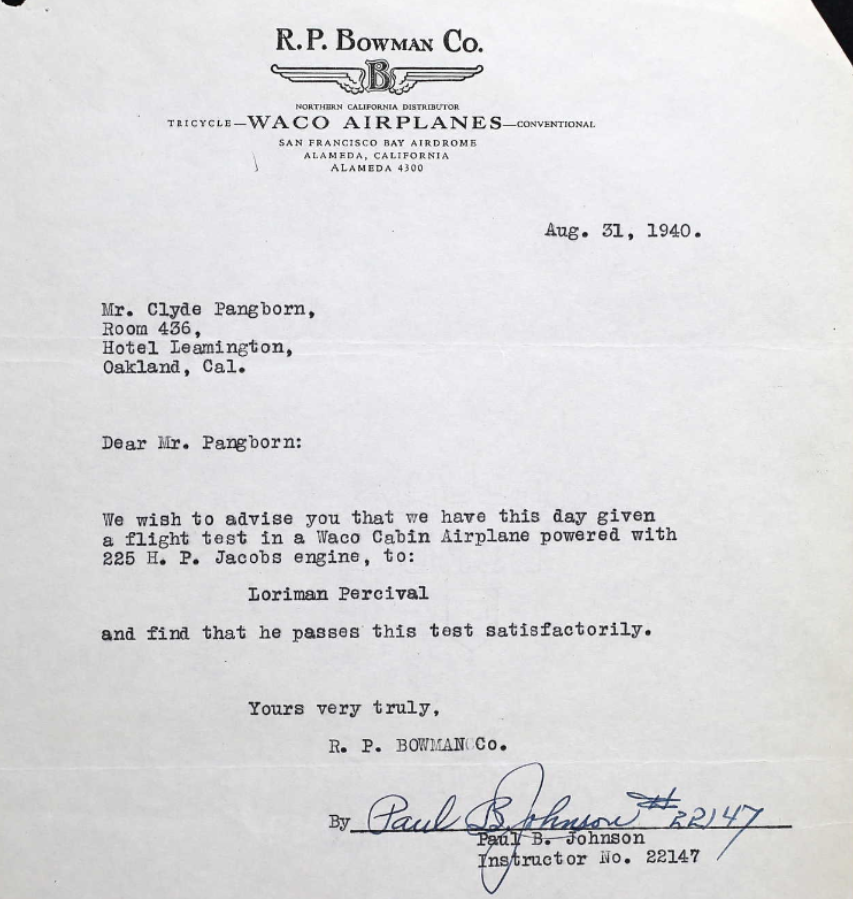 R.P. BOWMAN CO.
B
NORTHERN CALIFORNIA DISTRIBUTOR
TRICYCLE—WACO AIRPLANES—CONVENTIONAL
SAN FRANCISCO BAY AIRDROME
ALAMEDA, CALIFORNIA
ALAMEDA 4300
Aug. 31, 1940.
Mr. Clyde Pangborn,
Room 436,
Hotel Leamington,
Oakland, Cal.
Dear Mr. Pangborn:
We wish to advise you that we have this day given
a flight test in a Waco Cabin Airplane powered with
225 H. P. Jacobs engine, to:
Loriman Percival
and find that he passes this test satisfactorily.
Yours very truly,
R. P. BOWMAN Co.
By Paul B Johnson # 22147
Paul B. Johnson
Instructor No. 22147